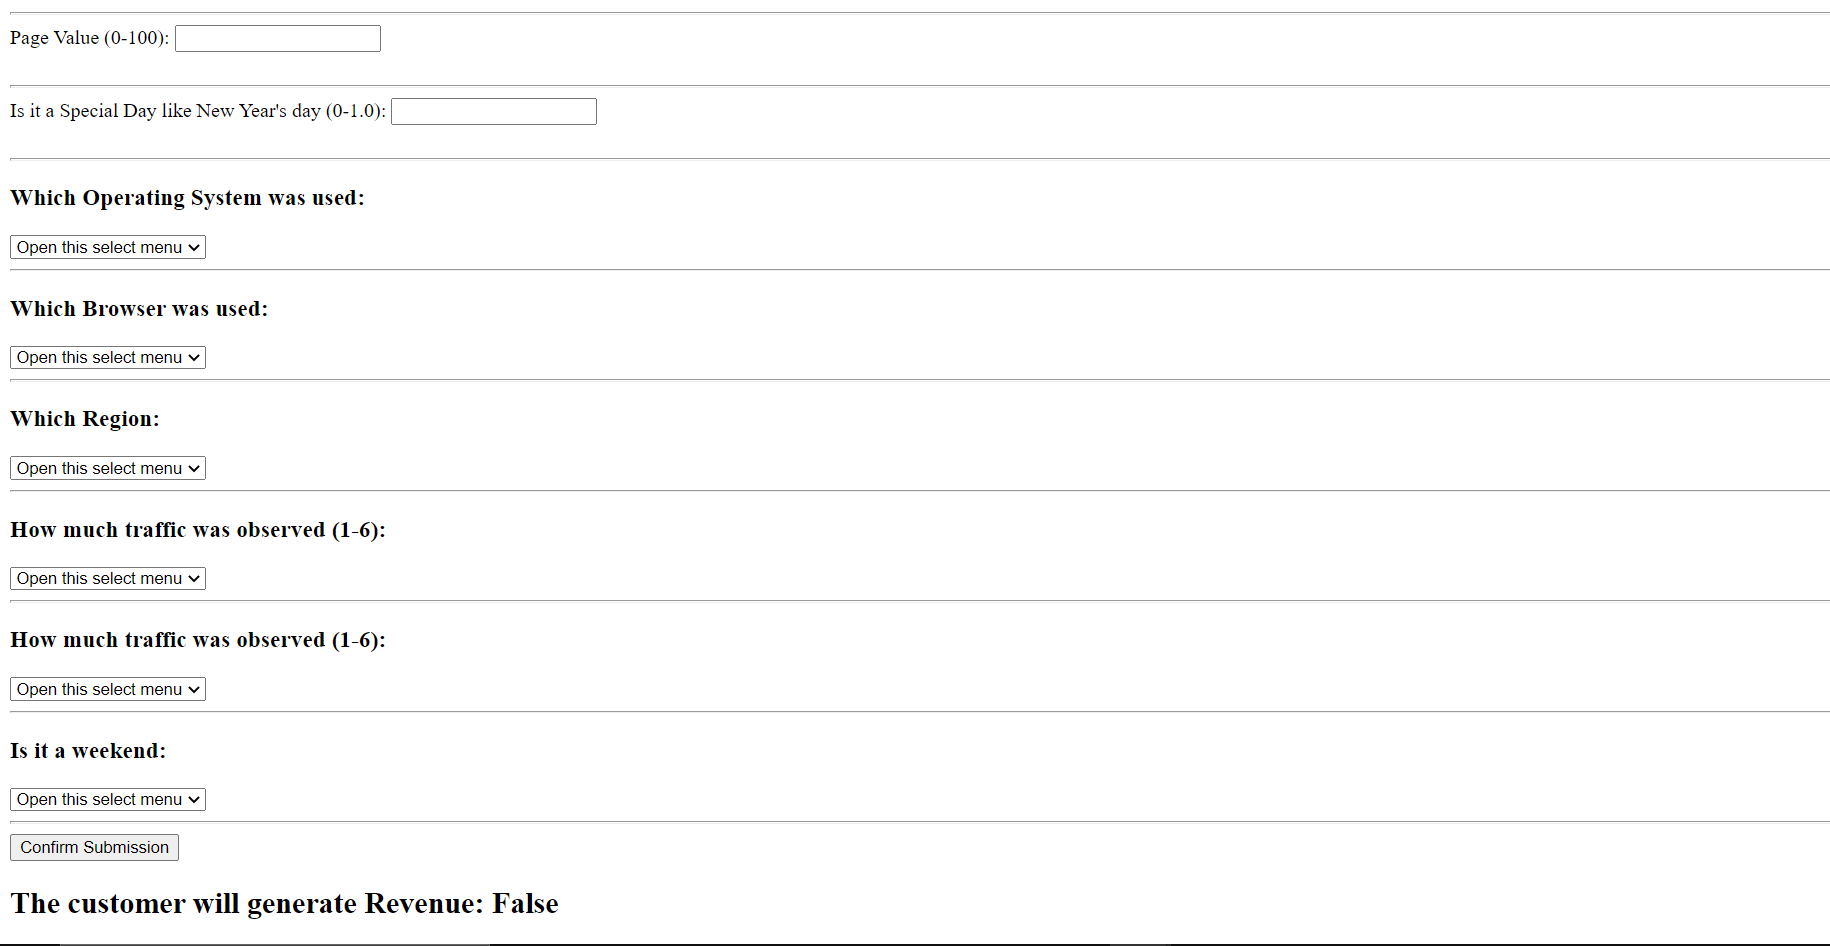 Page Value (0-100):
Is it a Special Day like New Year's day (0-1.0):
Which Operating System was used:
Open this select menu
Which Browser was used:
Open this select menu
Which Region:
Open this select menu
How much traffic was observed (1-6):
Open this select menu
How much traffic was observed (1-6):
Open this select menu
Is it a weekend:
Open this select menu
Confirm Submission
The customer will generate Revenue: False